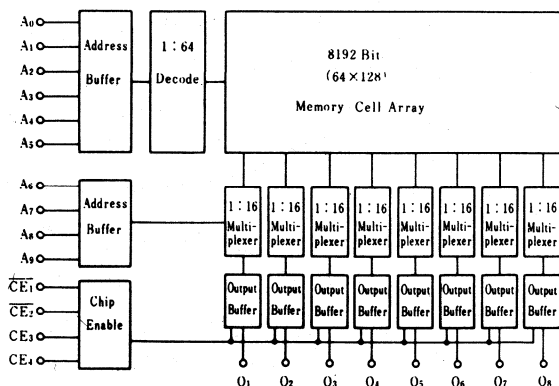 A0
A1
A2
A3
A4
A5
Address
Buffer
1:64
Decode
8192 Bit
(64×128)
Memory Cell Array
A6
A7
A8
A9
Address
Buffer
1:16
Multi-
plexer
1:16
Multi-
plexer
1:16
Multi-
plexer
1:16
Multi-
plexer
1:16
Multi-
plexer
1:16
Multi-
plexer
1:16
Multi-
plexer
1:16
Multi-
plexer
C̅E̅1
C̅E̅2
CE3
CE4
Chip
Enable
Output
Buffer
Output
Buffer
Output
Buffer
Output
Buffer
Output
Buffer
Output
Buffer
Output
Buffer
Output
Buffer
O1 O2 O3 O4 O5 O6 O7 O8